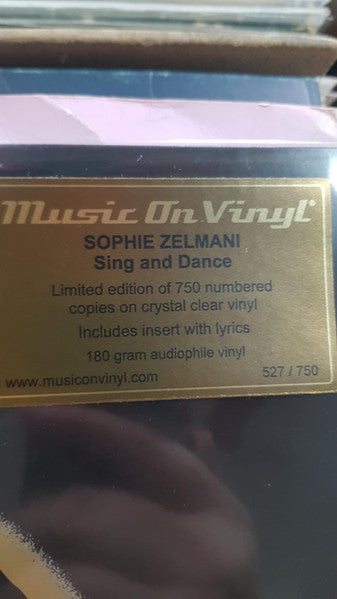 Music On Vinyl®
SOPHIE ZELMANI
Sing and Dance
Limited edition of 750 numbered
copies on crystal clear vinyl
Includes insert with lyrics
180 gram audiophile vinyl
www.musiconvinyl.com 527 / 750